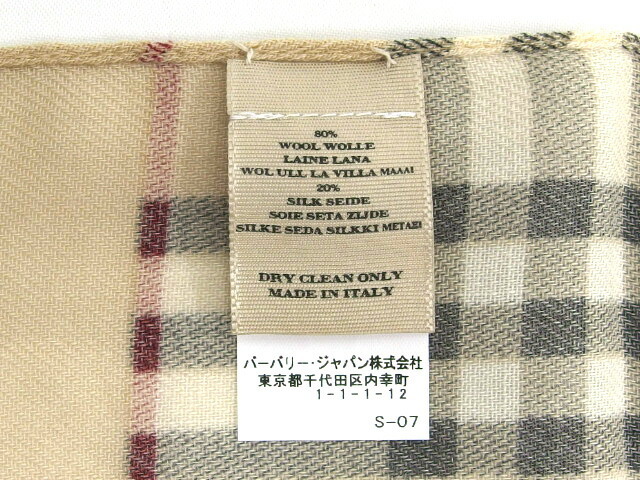 80%
WOOL WOLLE
LAINE LANA
WOL ULL LA VILLA MAAAI
20%
SILK SEIDE
SOIE SETA ZIJDE
SILKE SEDA SILKKI ΜΕΤΑΞΙ
DRY CLEAN ONLY
MADE IN ITALY
バーバリー・ジャパン株式会社
東京都千代田区内幸町
1-1-1-12
S-07